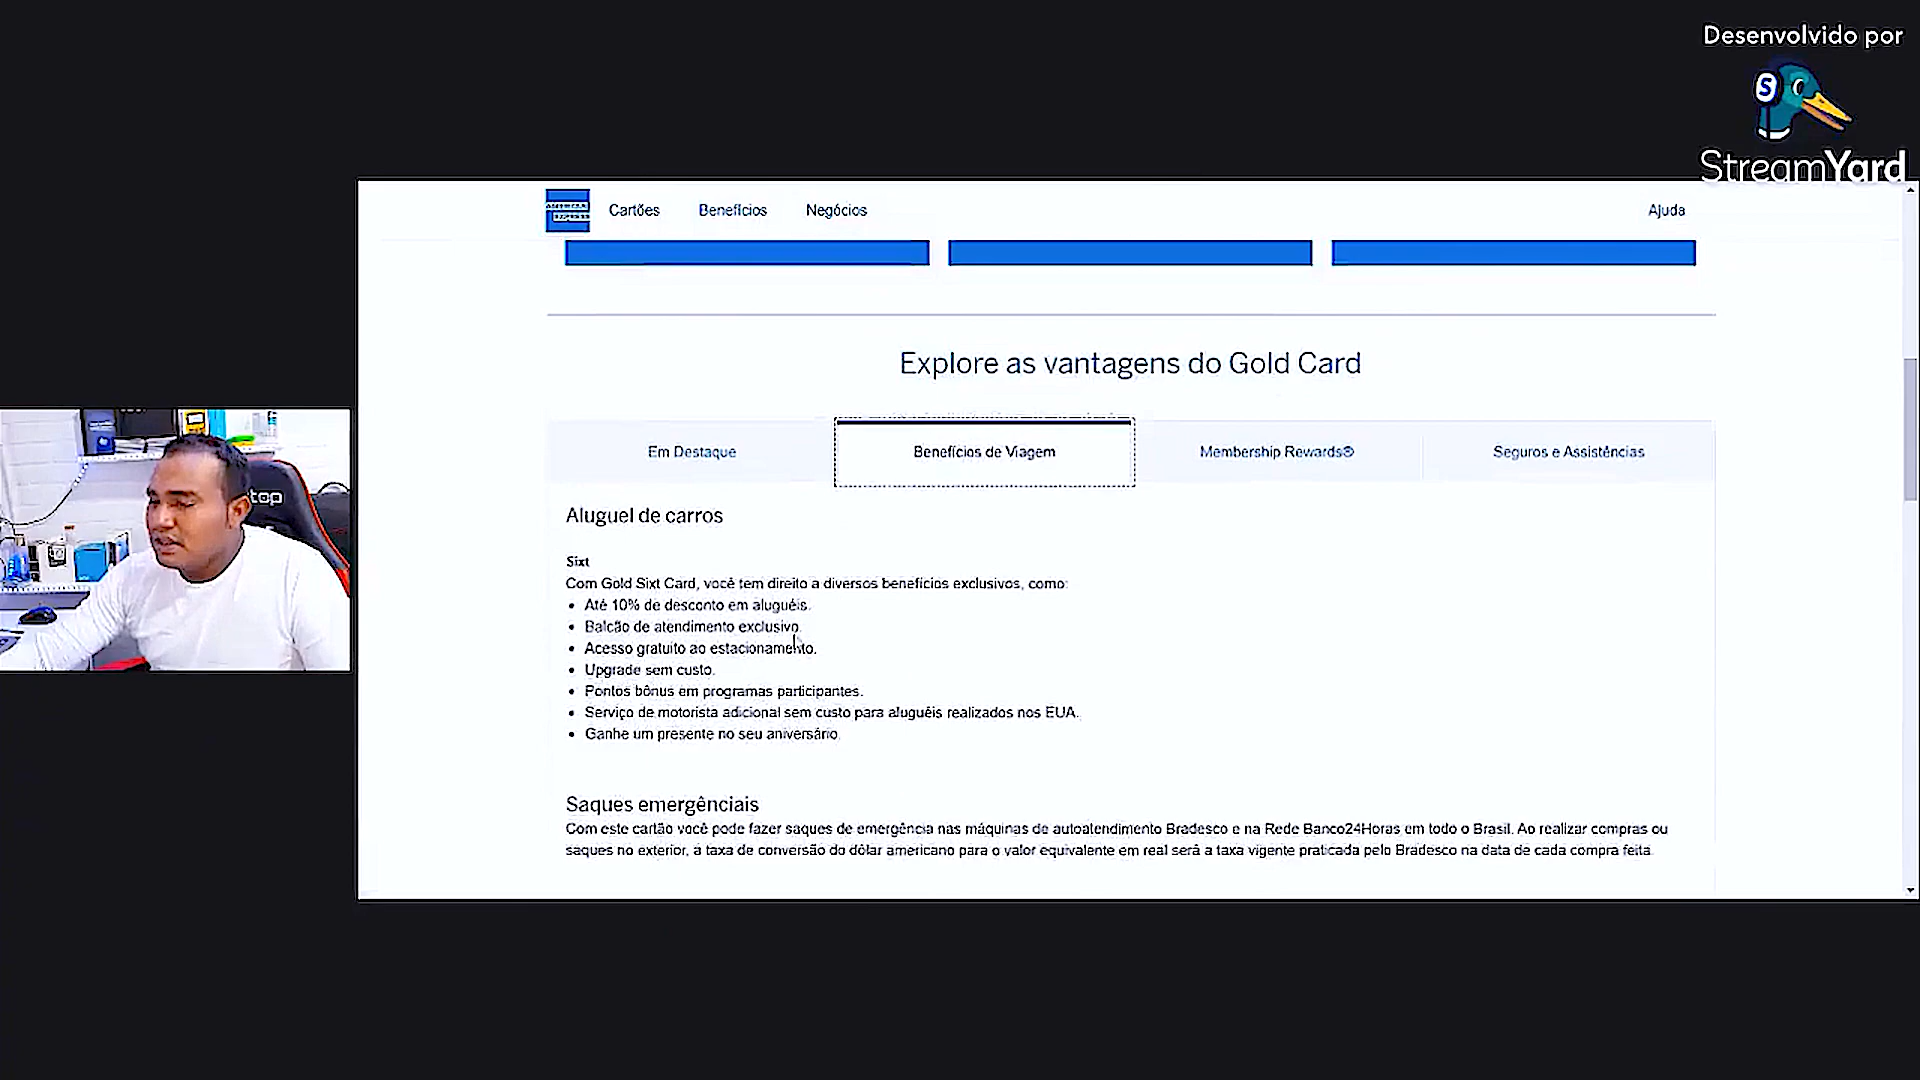 Desenvolvido por
S
StreamYard
AMERICAN
EXPRESS
Cartões
Benefícios
Negócios
Ajuda
Explore as vantagens do Gold Card
Em Destaque
Benefícios de Viagem
Membership Rewards®
Seguros e Assistências
top
Aluguel de carros
Sixt
Com Gold Sixt Card, você tem direito a diversos benefícios exclusivos, como:
• Até 10% de desconto em aluguéis.
• Balcão de atendimento exclusivo.
• Acesso gratuito ao estacionamento.
• Upgrade sem custo.
• Pontos bônus em programas participantes.
• Serviço de motorista adicional sem custo para aluguéis realizados nos EUA.
• Ganhe um presente no seu aniversário.
Saques emergênciais
Com este cartão você pode fazer saques de emergência nas máquinas de autoatendimento Bradesco e na Rede Banco24Horas em todo o Brasil. Ao realizar compras ou
saques no exterior, a taxa de conversão do dólar americano para o valor equivalente em real será a taxa vigente praticada pelo Bradesco na data de cada compra feita.